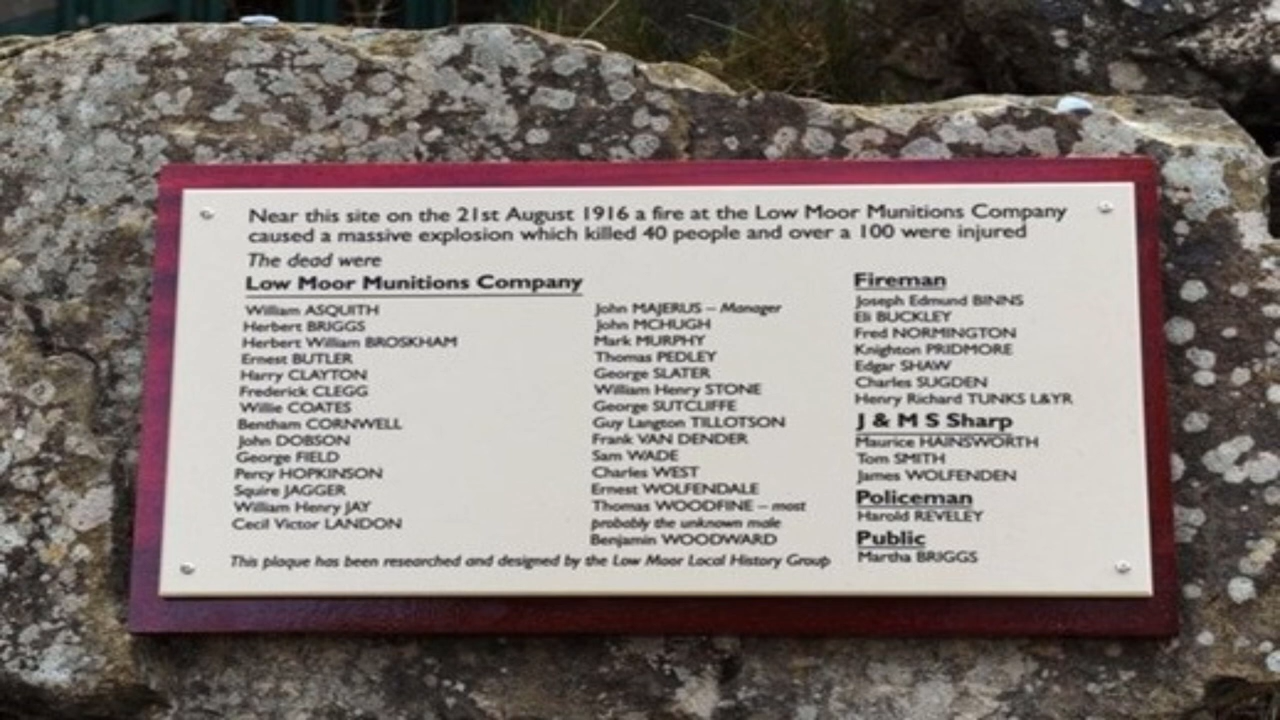 Near this site on the 21st August 1916 a fire at the Low Moor Munitions Company
caused a massive explosion which killed 40 people and over a 100 were injured
The dead were
Low Moor Munitions Company
William ASQUITH
Herbert BRIGGS
Herbert William BROSKHAM
Ernest BUTLER
Harry CLAYTON
Frederick CLEGG
Willie COATES
Bentham CORNWELL
John DOBSON
George FIELD
Percy HOPKINSON
Squire JAGGER
William Henry JAY
Cecil Victor LANDON
John MAJERUS – Manager
John MCHUGH
Mark MURPHY
Thomas PEDLEY
George SLATER
William Henry STONE
George SUTCLIFFE
Guy Langton TILLOTSON
Frank VAN DENDER
Sam WADE
Charles WEST
Ernest WOLFENDALE
Thomas WOODFINE – most
probably the unknown male
Benjamin WOODWARD
Fireman
Joseph Edmund BINNS
Eli BUCKLEY
Fred NORMINGTON
Knighton PRIDMORE
Edgar SHAW
Charles SUGDEN
Henry Richard TUNKS L&YR
J & M S Sharp
Maurice HAINSWORTH
Tom SMITH
James WOLFENDEN
Policeman
Harold REVELEY
Public
Martha BRIGGS
This plaque has been researched and designed by the Low Moor Local History Group